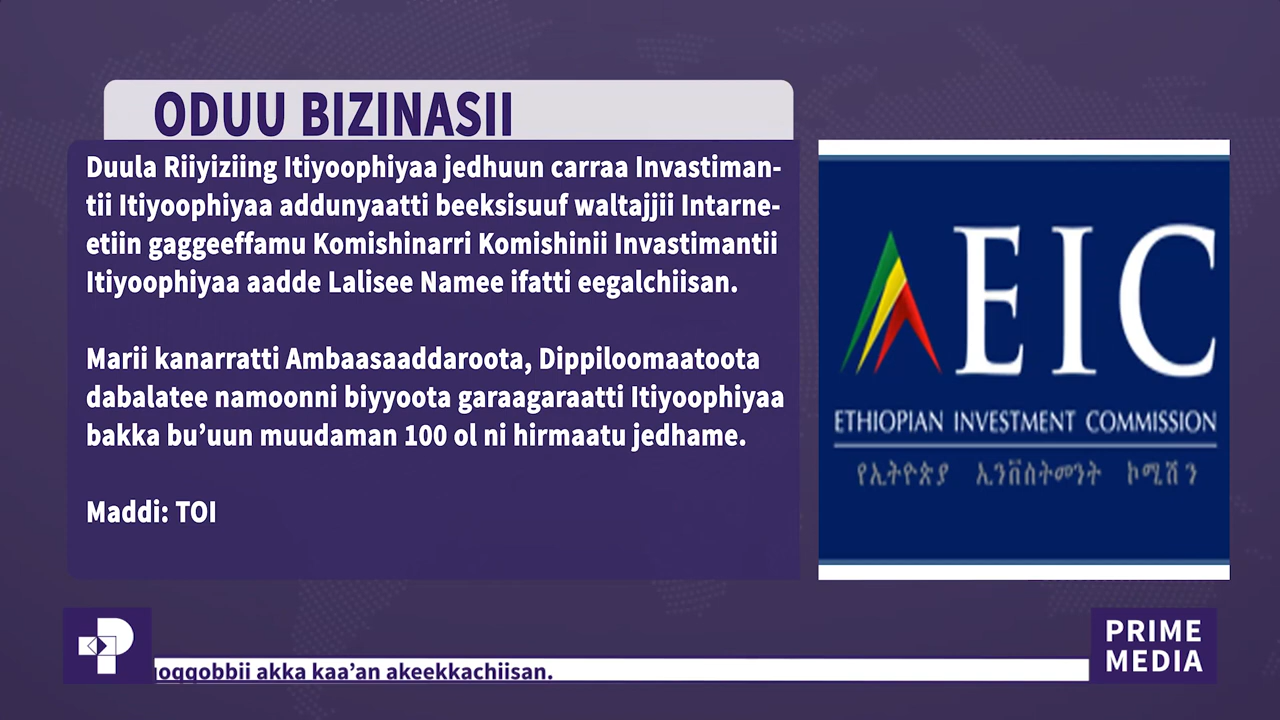 ODUU BIZINASII
Duula Riiyiziing Itiyoophiyaa jedhuun carraa Invastiman-
tii Itiyoophiyaa addunyaatti beeksisuuf waltajjii Intarne-
etiin gaggeeffamu Komishinarri Komishinii Invastimantii
Itiyoophiyaa aadde Lalisee Namee ifatti eegalchiisan.
Marii kanarratti Ambaasaaddaroota, Dippiloomaatoota
dabalatee namoonni biyyoota garaagaraatti Itiyoophiyaa
bakka bu’uun muudaman 100 ol ni hirmaatu jedhame.
Maddi: TOI
EIC
ETHIOPIAN INVESTMENT COMMISSION
የኢትዮጵያ ኢንቨስትመንት ኮሚሽን
akka kaa’an akeekkachiisan.
PRIME
MEDIA